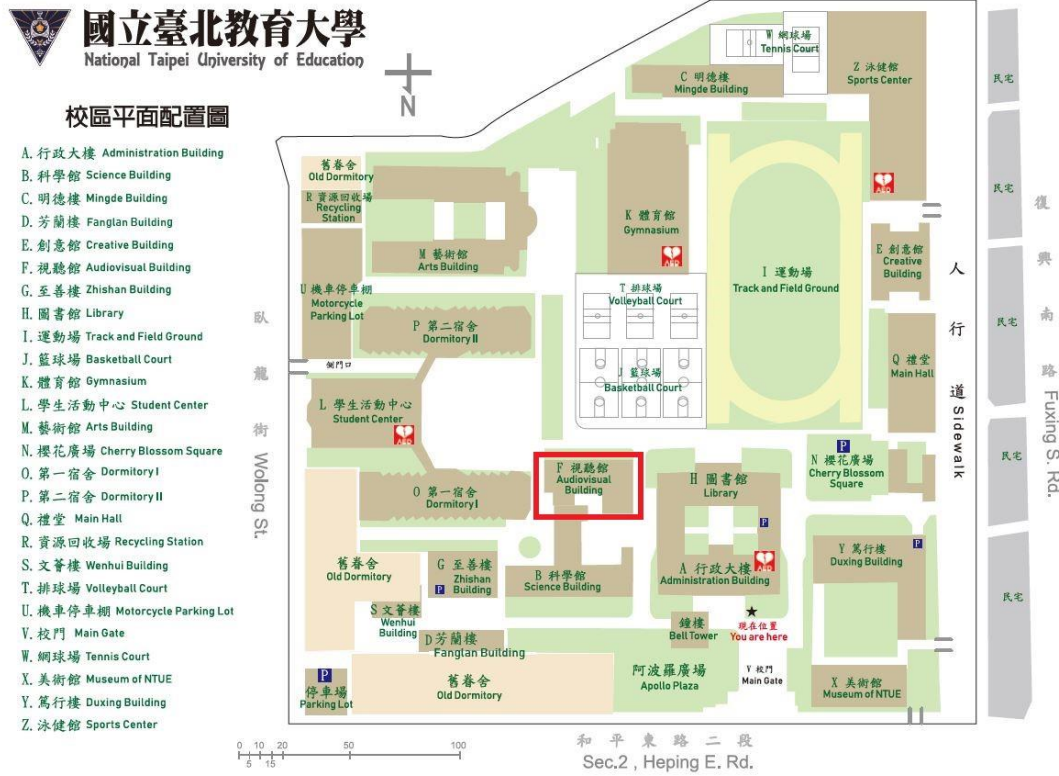 國立臺北教育大學
National Taipei University of Education
N
校區平面配置圖
A. 行政大樓 Administration Building
B. 科學館 Science Building
C. 明德樓 Mingde Building
D. 芳蘭樓 Fanglan Building
E. 創意館 Creative Building
F. 視聽館 Audiovisual Building
G. 至善樓 Zhishan Building
H. 圖書館 Library
I. 運動場 Track and Field Ground
J. 籃球場 Basketball Court
K. 體育館 Gymnasium
L. 學生活動中心 Student Center
M. 藝術館 Arts Building
N. 櫻花廣場 Cherry Blossom Square
O. 第一宿舍 Dormitory I
P. 第二宿舍 Dormitory II
Q. 禮堂 Main Hall
R. 資源回收場 Recycling Station
S. 文薈樓 Wenhui Building
T. 排球場 Volleyball Court
U. 機車停車棚 Motorcycle Parking Lot
V. 校門 Main Gate
W. 網球場 Tennis Court
X. 美術館 Museum of NTUE
Y. 篤行樓 Duxing Building
Z. 泳健館 Sports Center
W 網球場
Tennis Court
C 明德樓
Mingde Building
Z 泳健館
Sports Center
民宅
舊眷舍
Old Dormitory
R 資源回收場
Recycling
Station
AED
民宅
K 體育館
Gymnasium
AED
M 藝術館
Arts Building
E 創意館
Creative
Building
I 運動場
Track and Field Ground
U 機車停車棚
Motorcycle
Parking Lot
T 排球場
Volleyball Court
人行道 Sidewalk
復興南路 Fuxing S. Rd.
臥龍街 Wolong St.
P 第二宿舍
Dormitory II
民宅
側門口
Q 禮堂
Main Hall
J 籃球場
Basketball Court
L 學生活動中心
Student Center
AED
P
N 櫻花廣場
Cherry Blossom
Square
民宅
F 視聽館
Audiovisual
Building
H 圖書館
Library
O 第一宿舍
Dormitory I
P
P
Y 篤行樓
Duxing Building
舊眷舍
Old Dormitory
G 至善樓
Zhishan
Building
P
B 科學館
Science Building
A 行政大樓
Administration Building
AED
民宅
S 文薈樓
Wenhui
Building
鐘樓
Bell Tower
現在位置
You are here
D 芳蘭樓
Fanglan Building
P
停車場
Parking Lot
舊眷舍
Old Dormitory
阿波羅廣場
Apollo Plaza
V 校門
Main Gate
X 美術館
Museum of NTUE
0 10 20 50 100
5 15
和平東路二段
Sec.2 , Heping E. Rd.